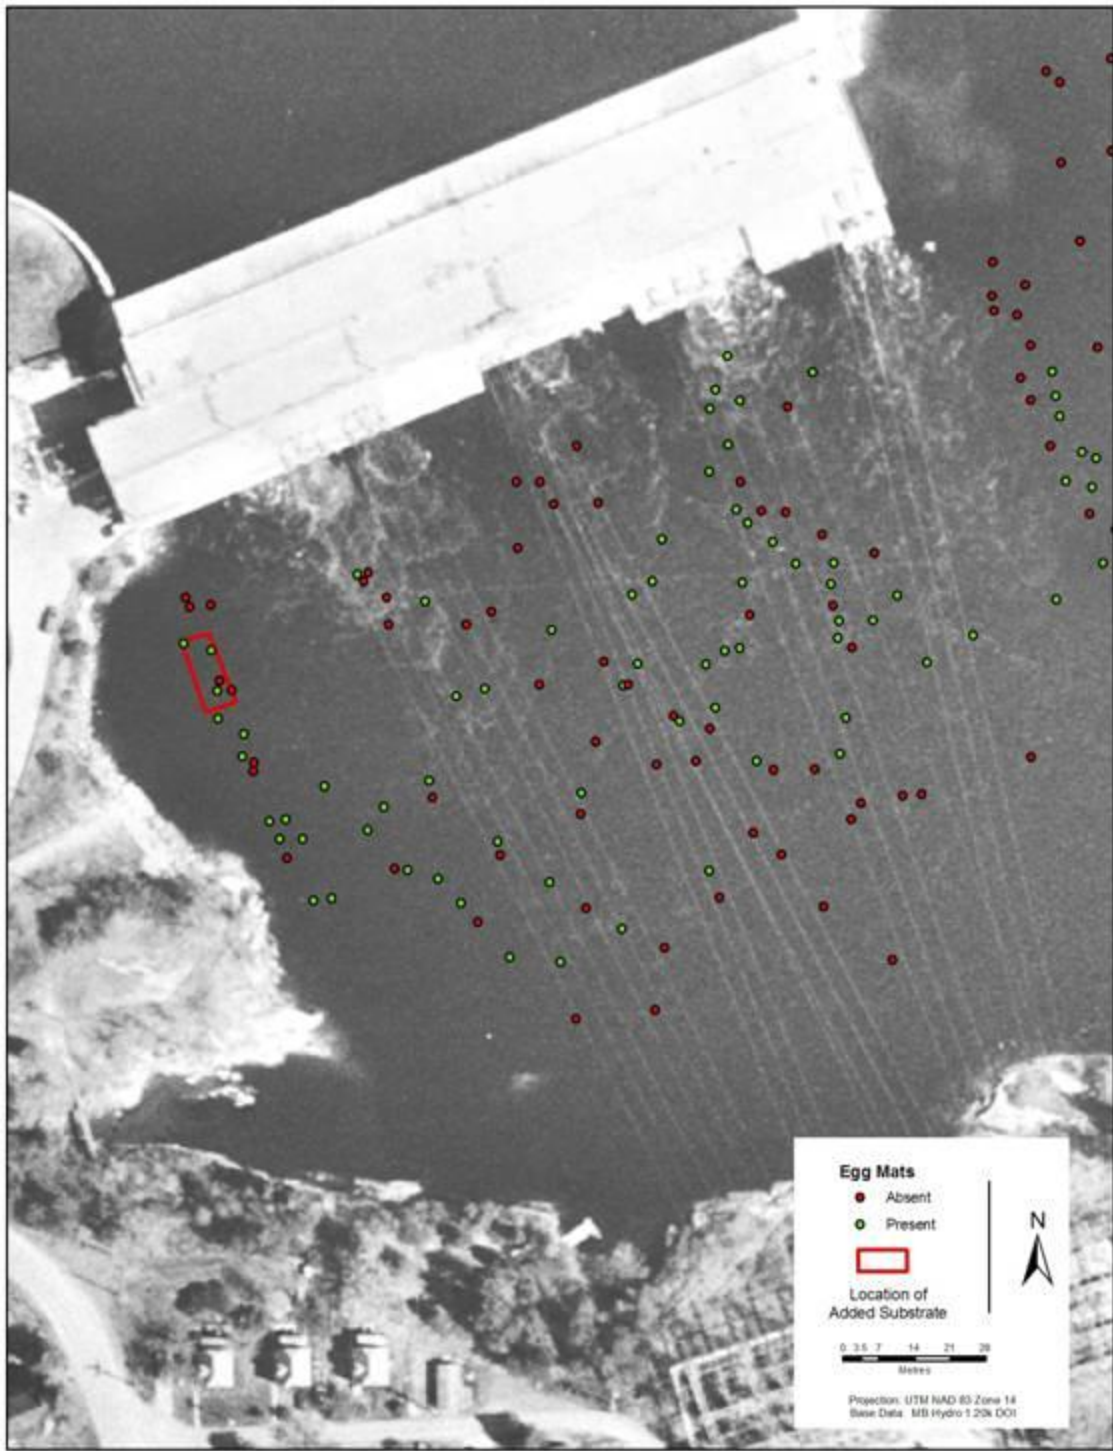 Egg Mats
Absent
Present
N
Location of
Added Substrate
0 3.5 7 14 21 28
Metres
Projection: UTM NAD 83 Zone 14
Base Data: MB Hydro 1:20k DOI